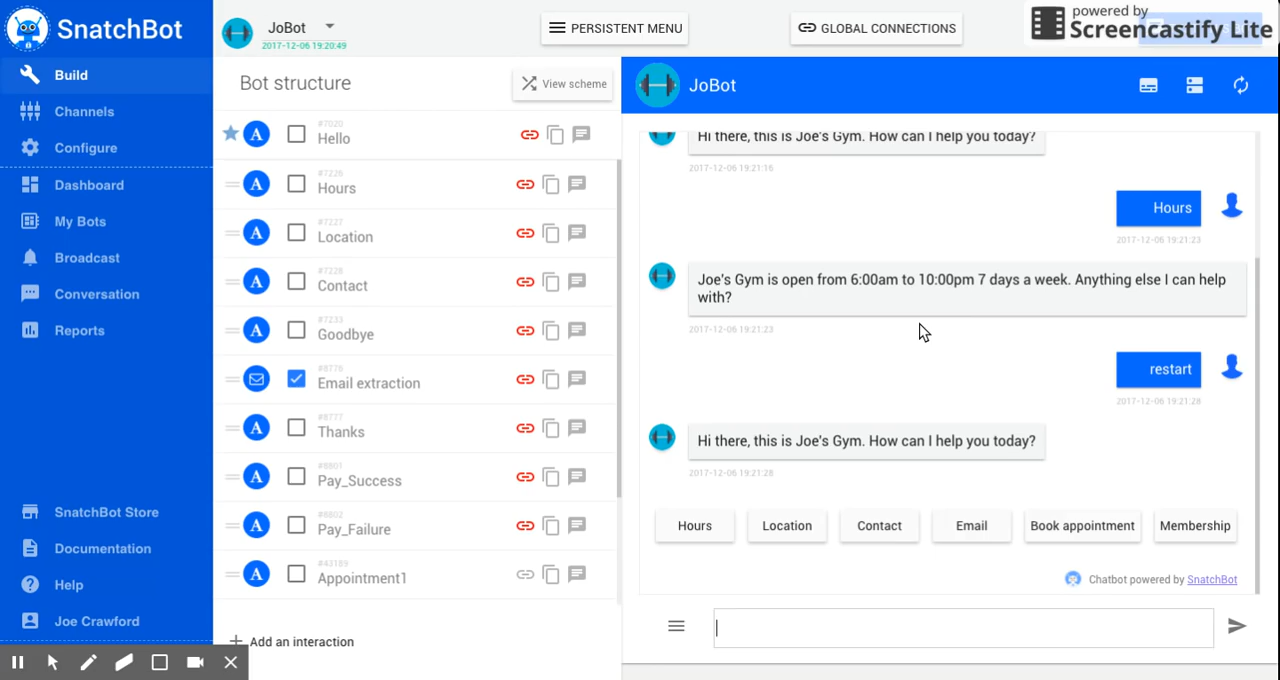 SnatchBot
Build
Channels
Configure
Dashboard
My Bots
Broadcast
Conversation
Reports
SnatchBot Store
Documentation
Help
Joe Crawford
JoBot
2017-12-06 19:20:49
PERSISTENT MENU
GLOBAL CONNECTIONS
powered by
Screencastify Lite
Bot structure
View scheme
#7020
Hello
#7226
Hours
#7227
Location
#7228
Contact
#7233
Goodbye
#8776
Email extraction
#8777
Thanks
#8801
Pay_Success
#8802
Pay_Failure
#43189
Appointment1
Add an interaction
JoBot
Hi there, this is Joe's Gym. How can I help you today?
2017-12-06 19:21:16
Hours
2017-12-06 19:21:23
Joe's Gym is open from 6:00am to 10:00pm 7 days a week. Anything else I can help
with?
2017-12-06 19:21:23
restart
2017-12-06 19:21:28
Hi there, this is Joe's Gym. How can I help you today?
2017-12-06 19:21:28
Hours Location Contact Email Book appointment Membership
Chatbot powered by SnatchBot